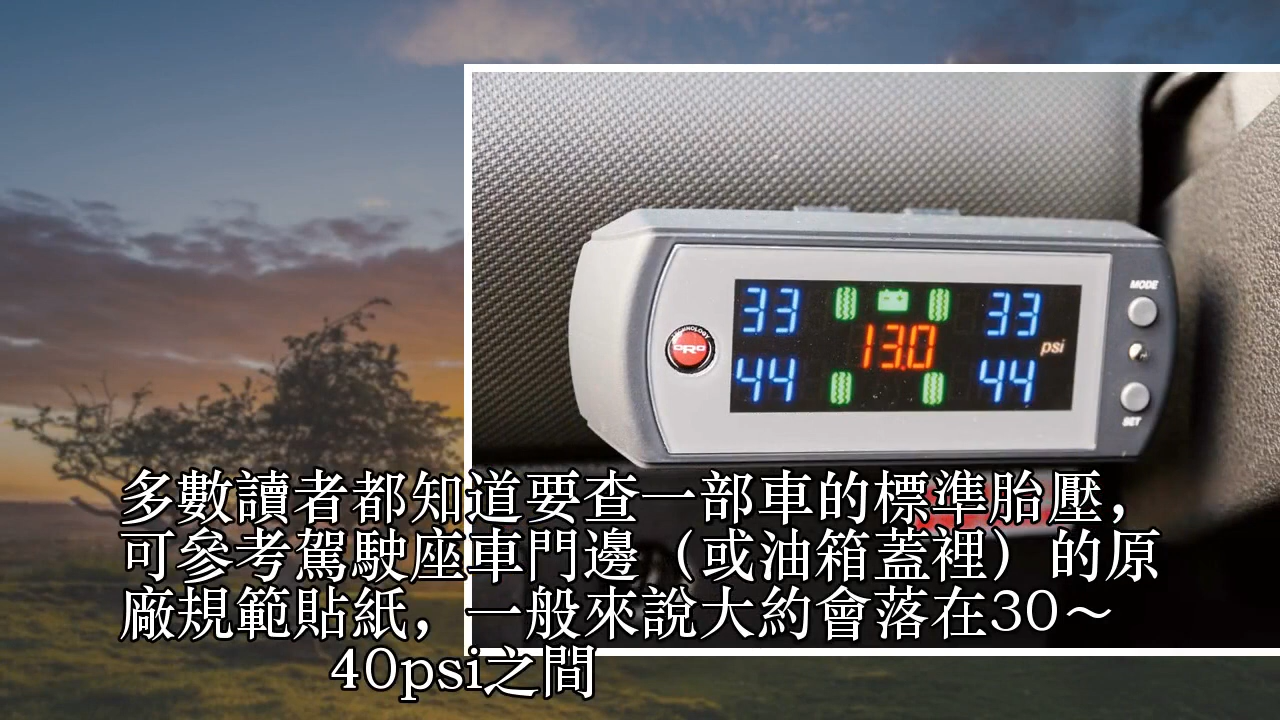 MODE
33
33
TECHNOLOGY
ORO
13.0
psi
44
44
SET
多數讀者都知道要查一部車的標準胎壓，
可參考駕駛座車門邊（或油箱蓋裡）的原
廠規範貼紙，一般來說大約會落在30～
40psi之間